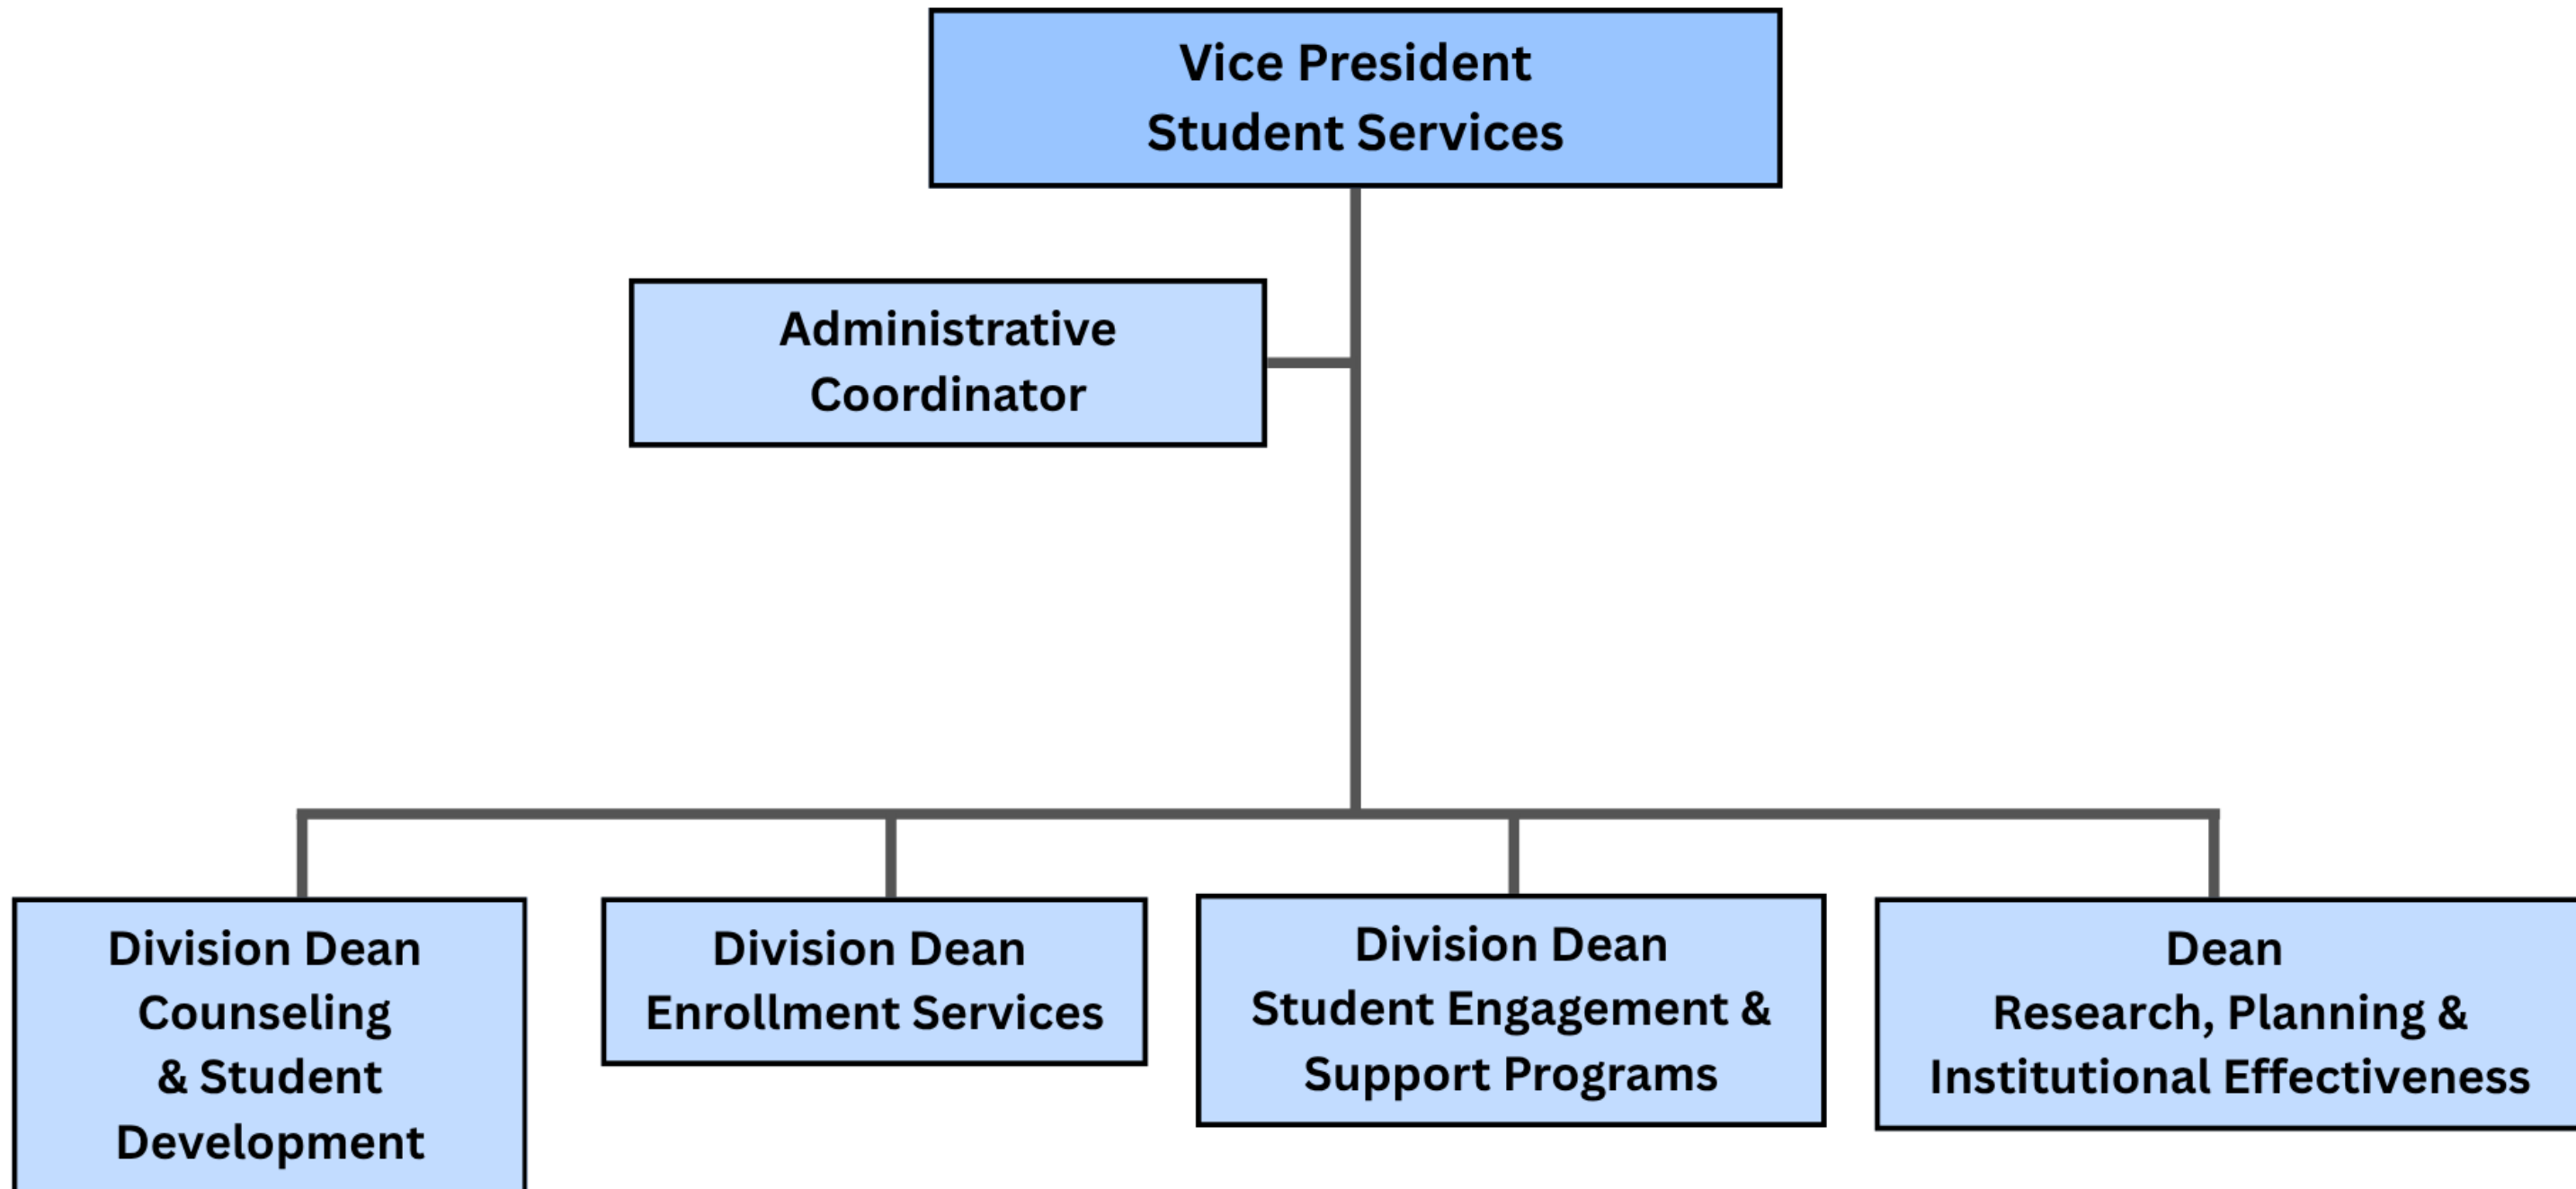 Vice President
Student Services
Administrative
Coordinator
Division Dean
Counseling
& Student
Development
Division Dean
Enrollment Services
Division Dean
Student Engagement &
Support Programs
Dean
Research, Planning &
Institutional Effectiveness